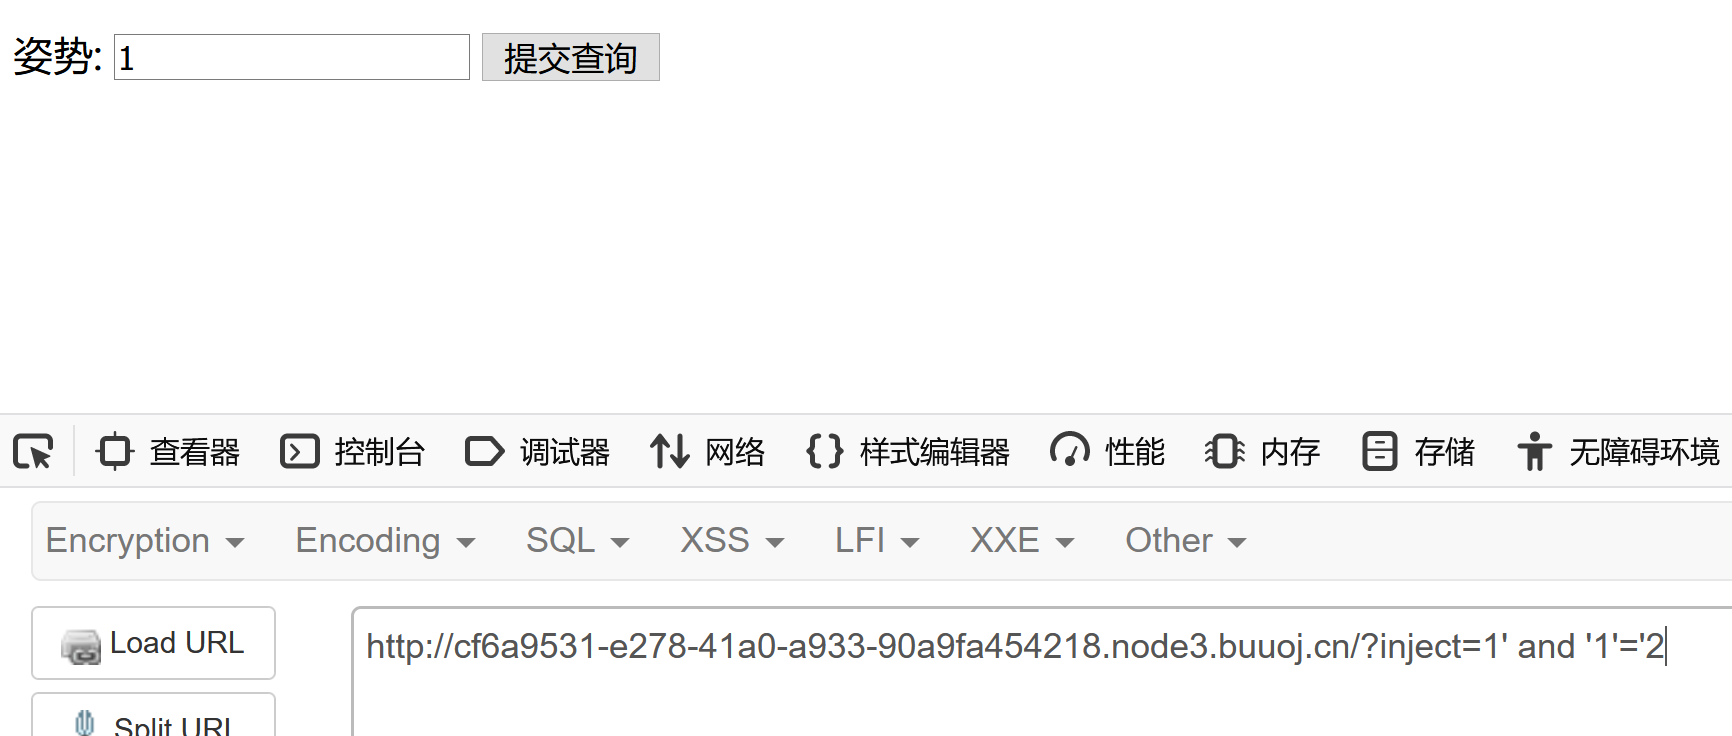 姿势: 1 提交查询
查看器 控制台 调试器 网络 样式编辑器 性能 内存 存储 无障碍环境
Encryption Encoding SQL XSS LFI XXE Other
Load URL http://cf6a9531-e278-41a0-a933-90a9fa454218.node3.buuoj.cn/?inject=1' and '1'='2
Split URL